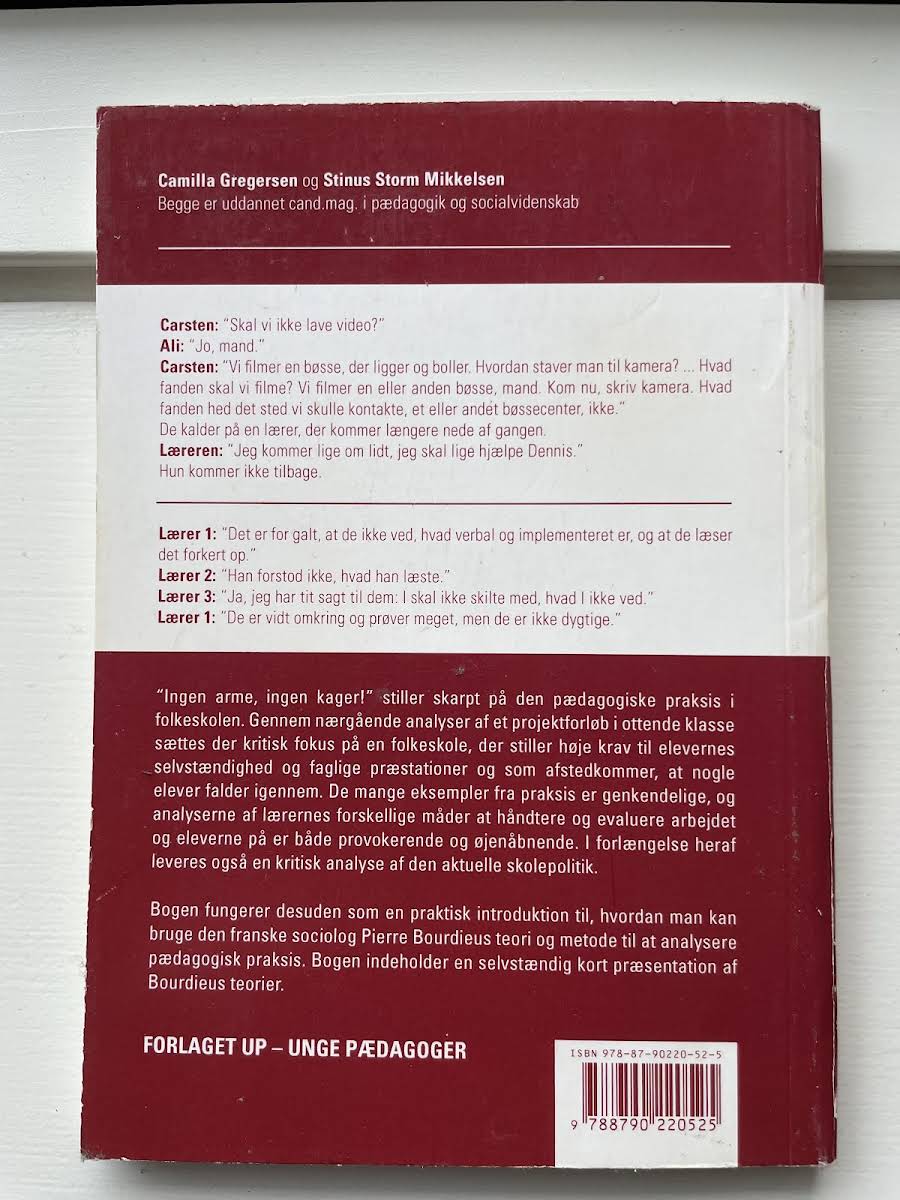 Camilla Gregersen og Stinus Storm Mikkelsen
Begge er uddannet cand.mag. i pædagogik og socialvidenskab
Carsten: "Skal vi ikke lave video?"
Ali: "Jo, mand."
Carsten: "Vi filmer en bøsse, der ligger og boller. Hvordan staver man til kamera? ... Hvad
fanden skal vi filme? Vi filmer en eller anden bøsse, mand. Kom nu, skriv kamera. Hvad
fanden hed det sted vi skulle kontakte, et eller andet bøssecenter, ikke."
De kalder på en lærer, der kommer længere nede af gangen.
Læreren: "Jeg kommer lige om lidt, jeg skal lige hjælpe Dennis."
Hun kommer ikke tilbage.
Lærer 1: "Det er for galt, at de ikke ved, hvad verbal og implementeret er, og at de læser
det forkert op."
Lærer 2: "Han forstod ikke, hvad han læste."
Lærer 3: "Ja, jeg har tit sagt til dem: I skal ikke skilte med, hvad I ikke ved."
Lærer 1: "De er vidt omkring og prøver meget, men de er ikke dygtige."
"Ingen arme, ingen kager!" stiller skarpt på den pædagogiske praksis i
folkeskolen. Gennem nærgående analyser af et projektforløb i ottende klasse
sættes der kritisk fokus på en folkeskole, der stiller høje krav til elevernes
selvstændighed og faglige præstationer og som afstedkommer, at nogle
elever falder igennem. De mange eksempler fra praksis er genkendelige, og
analyserne af lærernes forskellige måder at håndtere og evaluere arbejdet
og eleverne på er både provokerende og øjenåbnende. I forlængelse heraf
leveres også en kritisk analyse af den aktuelle skolepolitik.
Bogen fungerer desuden som en praktisk introduktion til, hvordan man kan
bruge den franske sociolog Pierre Bourdieus teori og metode til at analysere
pædagogisk praksis. Bogen indeholder en selvstændig kort præsentation af
Bourdieus teorier.
FORLAGET UP – UNGE PÆDAGOGER
ISBN 978-87-90220-52-5
9 788790 220525